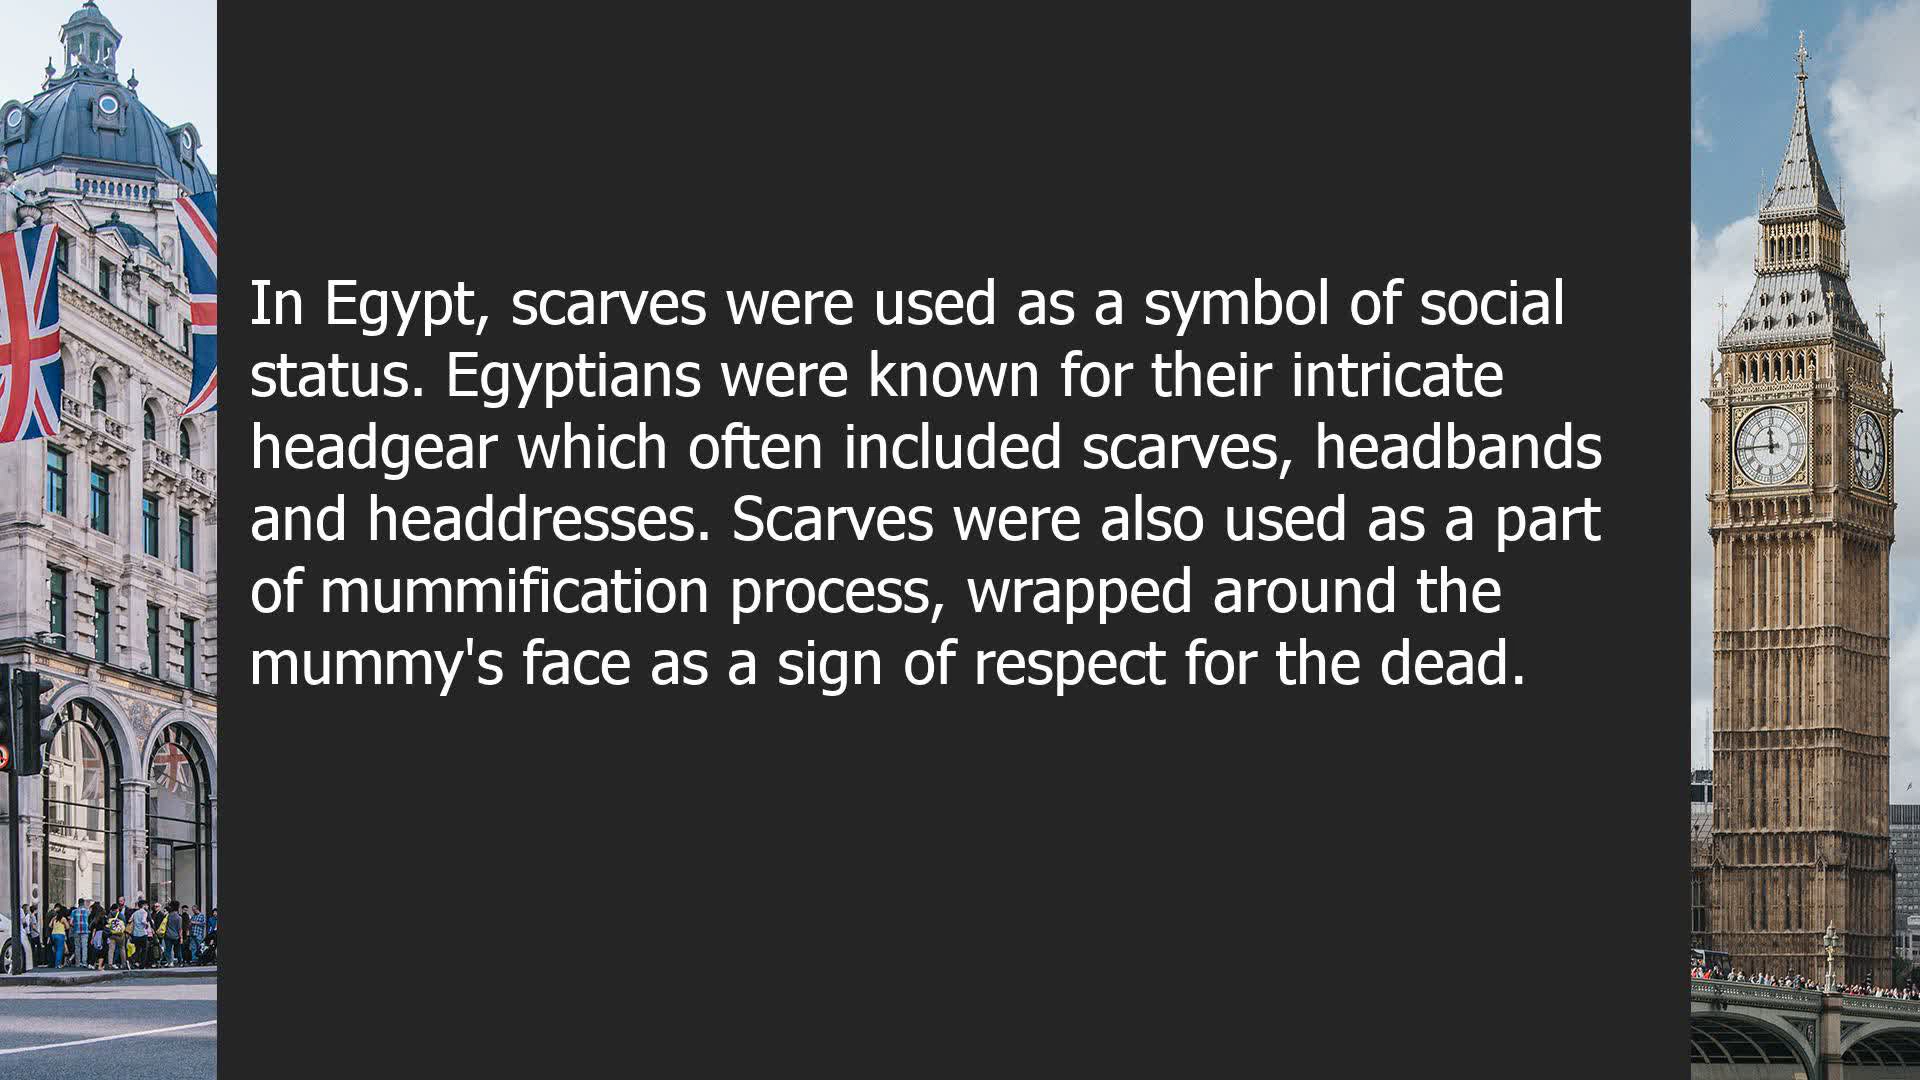 In Egypt, scarves were used as a symbol of social
status. Egyptians were known for their intricate
headgear which often included scarves, headbands
and headdresses. Scarves were also used as a part
of mummification process, wrapped around the
mummy's face as a sign of respect for the dead.